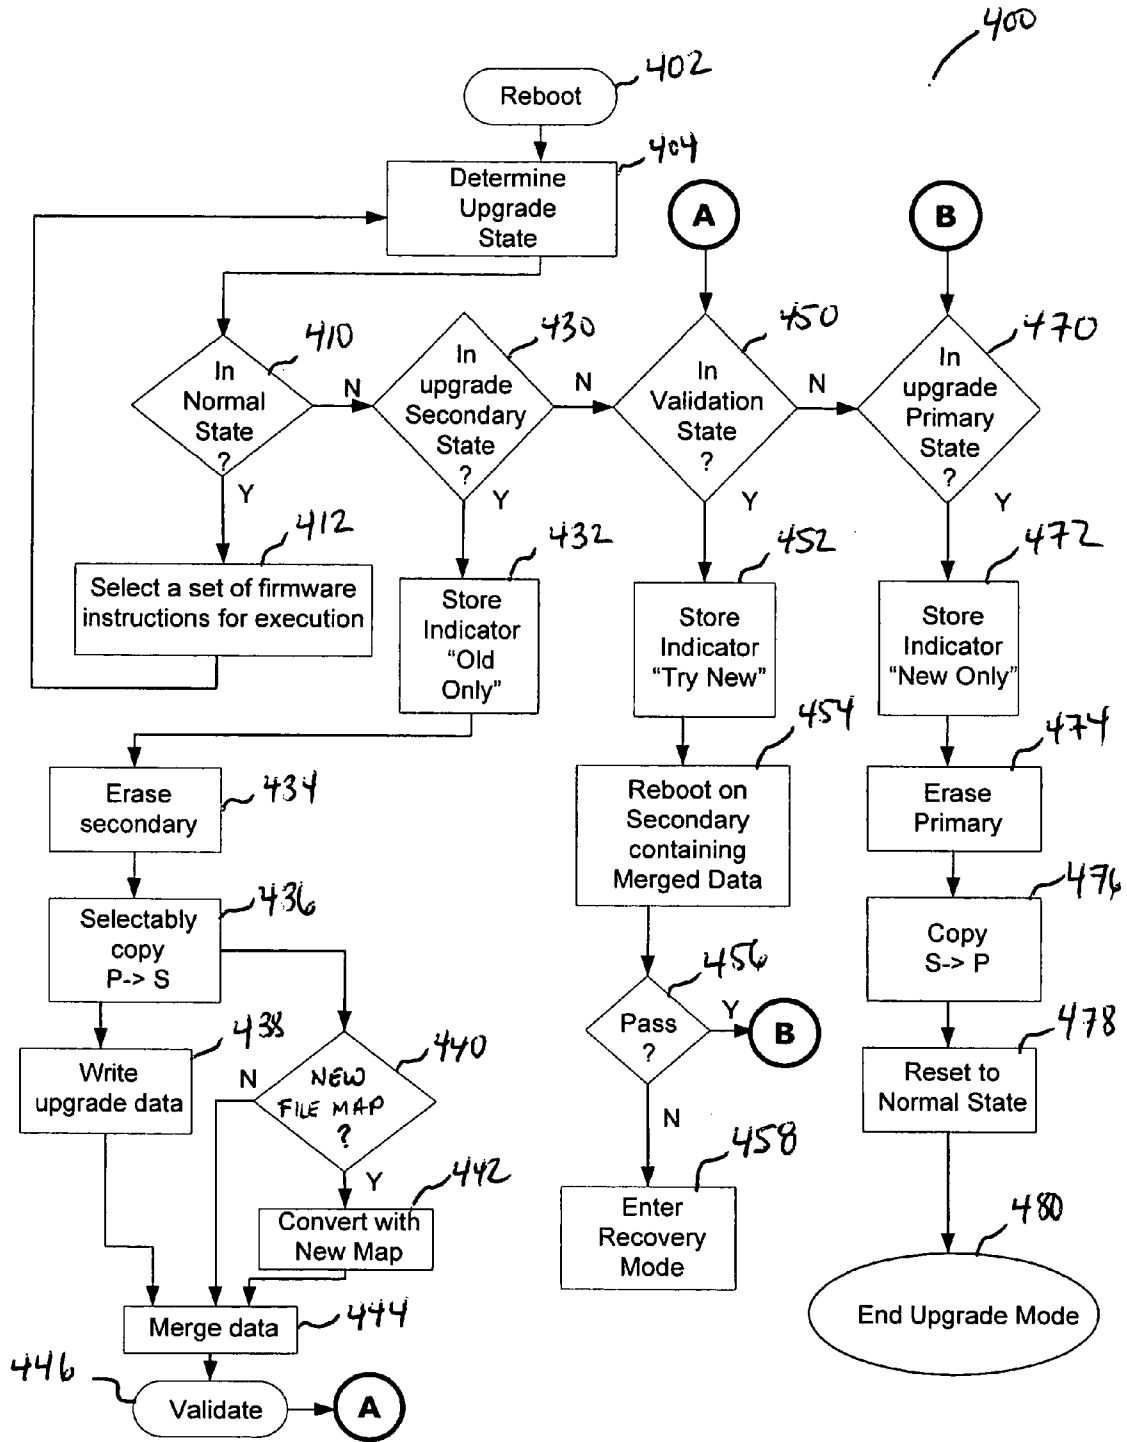 400
402
Reboot
404
Determine
Upgrade
State
A
B
410
In
Normal
State
?
N
Y
430
In
upgrade
Secondary
State
?
N
Y
450
In
Validation
State
?
N
Y
470
In
upgrade
Primary
State
?
Y
412
Select a set of firmware
instructions for execution
432
Store
Indicator
“Old
Only”
452
Store
Indicator
“Try New”
472
Store
Indicator
“New Only”
434
Erase
secondary
454
Reboot on
Secondary
containing
Merged Data
474
Erase
Primary
436
Selectably
copy
P-> S
456
Pass
?
Y
B
N
476
Copy
S-> P
438
Write
upgrade data
440
NEW
FILE MAP
?
N
Y
478
Reset to
Normal State
442
Convert with
New Map
458
Enter
Recovery
Mode
480
End Upgrade Mode
444
Merge data
446
Validate
A